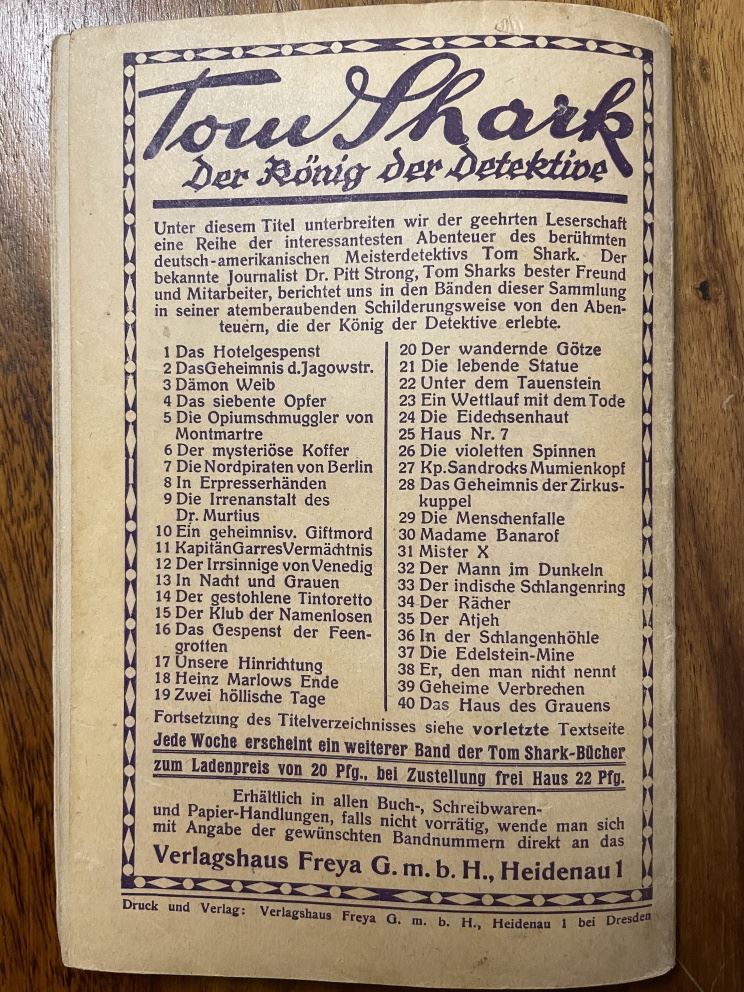 Tom Shark
Der König der Detektive
Unter diesem Titel unterbreiten wir der geehrten Leserschaft
eine Reihe der interessantesten Abenteuer des berühmten
deutsch-amerikanischen Meisterdetektivs Tom Shark. Der
bekannte Journalist Dr. Pitt Strong, Tom Sharks bester Freund
und Mitarbeiter, berichtet uns in den Bänden dieser Sammlung
in seiner atemberaubenden Schilderungsweise von den Aben-
teuern, die der König der Detektive erlebte.
1 Das Hotelgespenst
2 Das Geheimnis d. Jagowstr.
3 Dämon Weib
4 Das siebente Opfer
5 Die Opiumschmuggler von
Montmartre
6 Der mysteriöse Koffer
7 Die Nordpiraten von Berlin
8 In Erpresserhänden
9 Die Irrenanstalt des
Dr. Murtius
10 Ein geheimnisv. Giftmord
11 Kapitän Garres Vermächtnis
12 Der Irrsinnige von Venedig
13 In Nacht und Grauen
14 Der gestohlene Tintoretto
15 Der Klub der Namenlosen
16 Das Gespenst der Feen-
grotten
17 Unsere Hinrichtung
18 Heinz Marlows Ende
19 Zwei höllische Tage
20 Der wandernde Götze
21 Die lebende Statue
22 Unter dem Tauenstein
23 Ein Wettlauf mit dem Tode
24 Die Eidechsenhaut
25 Haus Nr. 7
26 Die violetten Spinnen
27 Kp. Sandrocks Mumienkopf
28 Das Geheimnis der Zirkus-
kuppel
29 Die Menschenfalle
30 Madame Banarof
31 Mister X
32 Der Mann im Dunkeln
33 Der indische Schlangenring
34 Der Rächer
35 Der Atjeh
36 In der Schlangenhöhle
37 Die Edelstein-Mine
38 Er, den man nicht nennt
39 Geheime Verbrechen
40 Das Haus des Grauens
Fortsetzung des Titelverzeichnisses siehe vorletzte Textseite
Jede Woche erscheint ein weiterer Band der Tom Shark-Bücher
zum Ladenpreis von 20 Pfg., bei Zustellung frei Haus 22 Pfg.
Erhältlich in allen Buch-, Schreibwaren-
und Papier-Handlungen, falls nicht vorrätig, wende man sich
mit Angabe der gewünschten Bandnummern direkt an das
Verlagshaus Freya G. m. b. H., Heidenau 1
Druck und Verlag: Verlagshaus Freya G. m. b. H., Heidenau 1 bei Dresden